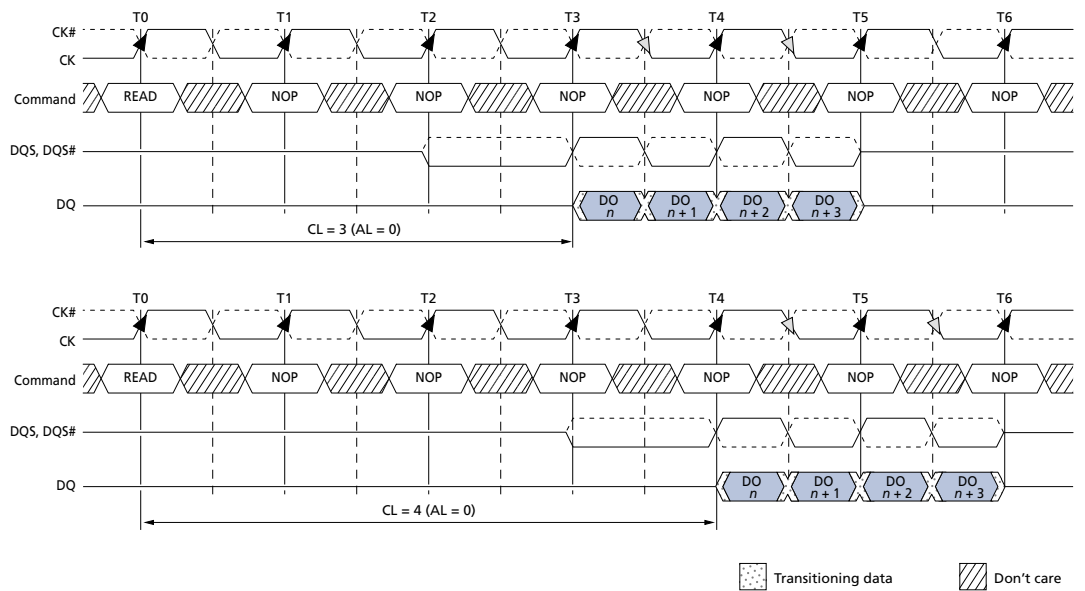 T0 T1 T2 T3 T4 T5 T6
CK#
CK
Command READ NOP NOP NOP NOP NOP NOP
DQS, DQS#
DQ DO n DO n + 1 DO n + 2 DO n + 3
CL = 3 (AL = 0)
T0 T1 T2 T3 T4 T5 T6
CK#
CK
Command READ NOP NOP NOP NOP NOP NOP
DQS, DQS#
DQ DO n DO n + 1 DO n + 2 DO n + 3
CL = 4 (AL = 0)
Transitioning data Don't care